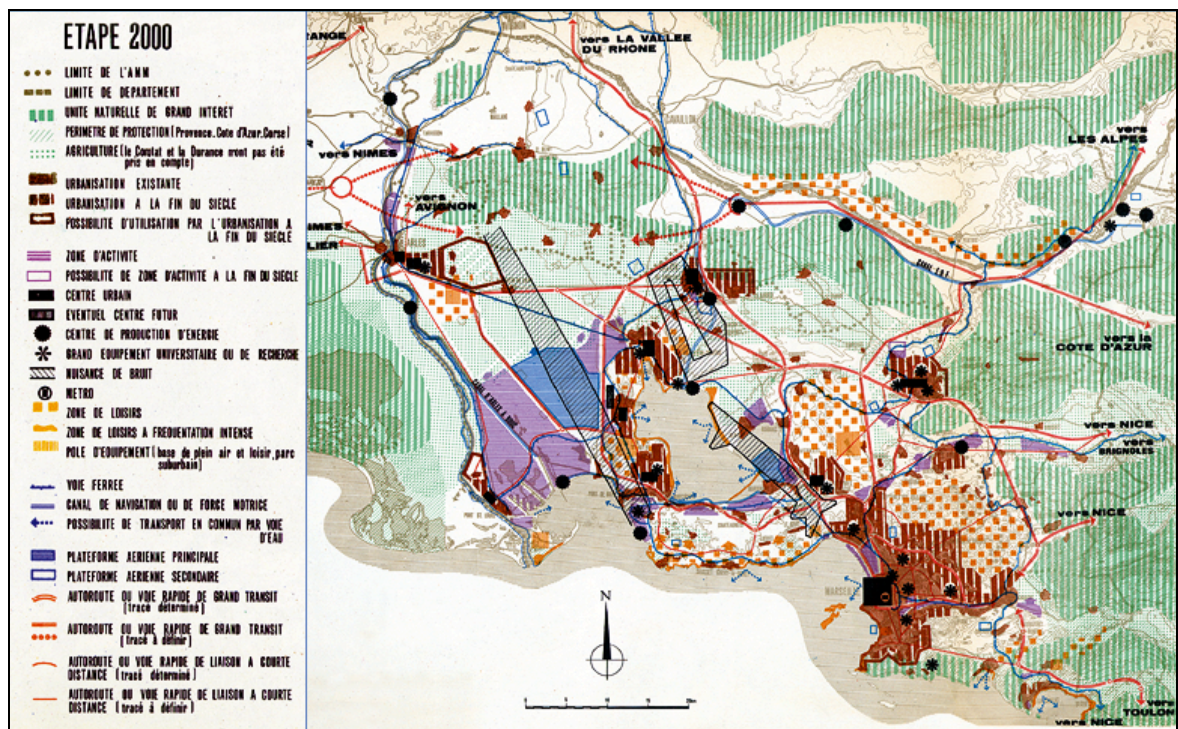 ETAPE 2000
LIMITE DE L'AMM
LIMITE DE DEPARTEMENT
UNITE NATURELLE DE GRAND INTERET
PERIMETRE DE PROTECTION (Provence.Cote d'Azur.Corse)
AGRICULTURE (le Comtat et la Durance n'ont pas été
pris en compte)
URBANISATION EXISTANTE
URBANISATION A LA FIN DU SIECLE
POSSIBILITE D'UTILISATION PAR L'URBANISATION A
LA FIN DU SIECLE
ZONE D'ACTIVITE
POSSIBILITE DE ZONE D'ACTIVITE A LA FIN DU SIECLE
CENTRE URBAIN
EVENTUEL CENTRE FUTUR
CENTRE DE PRODUCTION D'ENERGIE
GRAND EQUIPEMENT UNIVERSITAIRE OU DE RECHERCHE
NUISANCE DE BRUIT
METRO
ZONE DE LOISIRS
ZONE DE LOISIRS A FREQUENTATION INTENSE
POLE D'EQUIPEMENT (base de plein air et loisir, parc
suburbain)
VOIE FERREE
CANAL DE NAVIGATION OU DE FORCE MOTRICE
POSSIBILITE DE TRANSPORT EN COMMUN PAR VOIE
D'EAU
PLATEFORME AERIENNE PRINCIPALE
PLATEFORME AERIENNE SECONDAIRE
AUTOROUTE OU VOIE RAPIDE DE GRAND TRANSIT
(tracé déterminé)
AUTOROUTE OU VOIE RAPIDE DE GRAND TRANSIT
(tracé à définir)
AUTOROUTE OU VOIE RAPIDE DE LIAISON A COURTE
DISTANCE (tracé déterminé)
AUTOROUTE OU VOIE RAPIDE DE LIAISON A COURTE
DISTANCE (tracé à définir)
RANGE
vers LA VALLEE
DU RHONE
CAVAILLON
vers
LES ALPES
vers NIMES
vers
AVIGNON
IMES
LIER
ARLES
CANAL E.D.F.
vers la
COTE D'AZUR
vers NICE
vers
BRIGNOLES
vers NICE
MARSEILLE
N
vers
TOULON
vers NICE